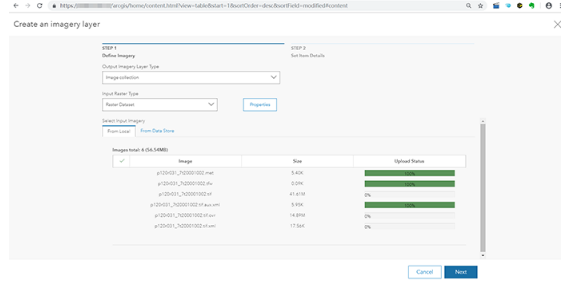 https://
/arcgis/home/content.html?view=table&start=1&sortOrder=desc&sortField=modified#content
Create an imagery layer
STEP 1
STEP 2
Define Imagery
Set Item Details
Output Imagery Layer Type
Image collection
Input Raster Type
Raster Dataset
Properties
Select Input Imagery
From Local
From Data Store
Images total: 6 (56.54MB)
Image
Size
Upload Status
p120r031_7t20001002.met
5.40K
100%
p120r031_7t20001002.tfw
0.09K
100%
p120r031_7t20001002.tif
41.61M
0%
p120r031_7t20001002.tif.aux.xml
5.95K
100%
p120r031_7t20001002.tif.ovr
14.89M
0%
p120r031_7t20001002.tif.xml
17.56K
0%
Cancel
Next